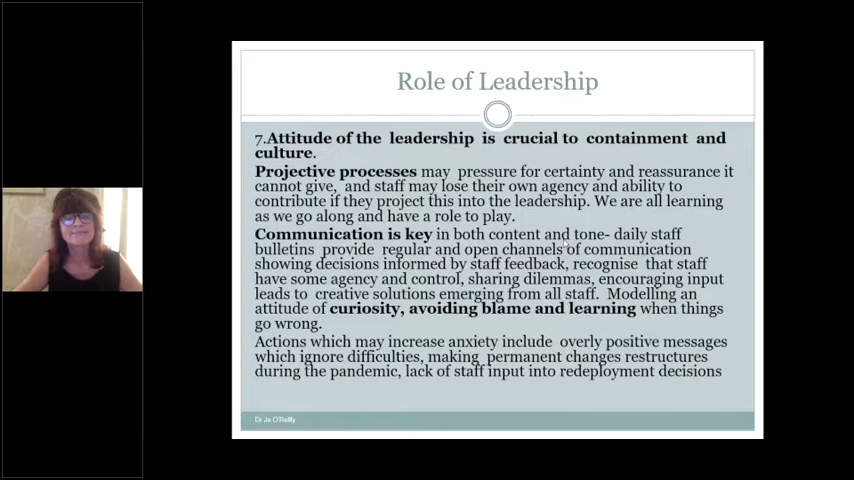 Role of Leadership
7.Attitude of the leadership is crucial to containment and
culture.
Projective processes may pressure for certainty and reassurance it
cannot give, and staff may lose their own agency and ability to
contribute if they project this into the leadership. We are all learning
as we go along and have a role to play.
Communication is key in both content and tone- daily staff
bulletins provide regular and open channels of communication
showing decisions informed by staff feedback, recognise that staff
have some agency and control, sharing dilemmas, encouraging input
leads to creative solutions emerging from all staff. Modelling an
attitude of curiosity, avoiding blame and learning when things
go wrong.
Actions which may increase anxiety include overly positive messages
which ignore difficulties, making permanent changes restructures
during the pandemic, lack of staff input into redeployment decisions
Dr Jo O'Reilly